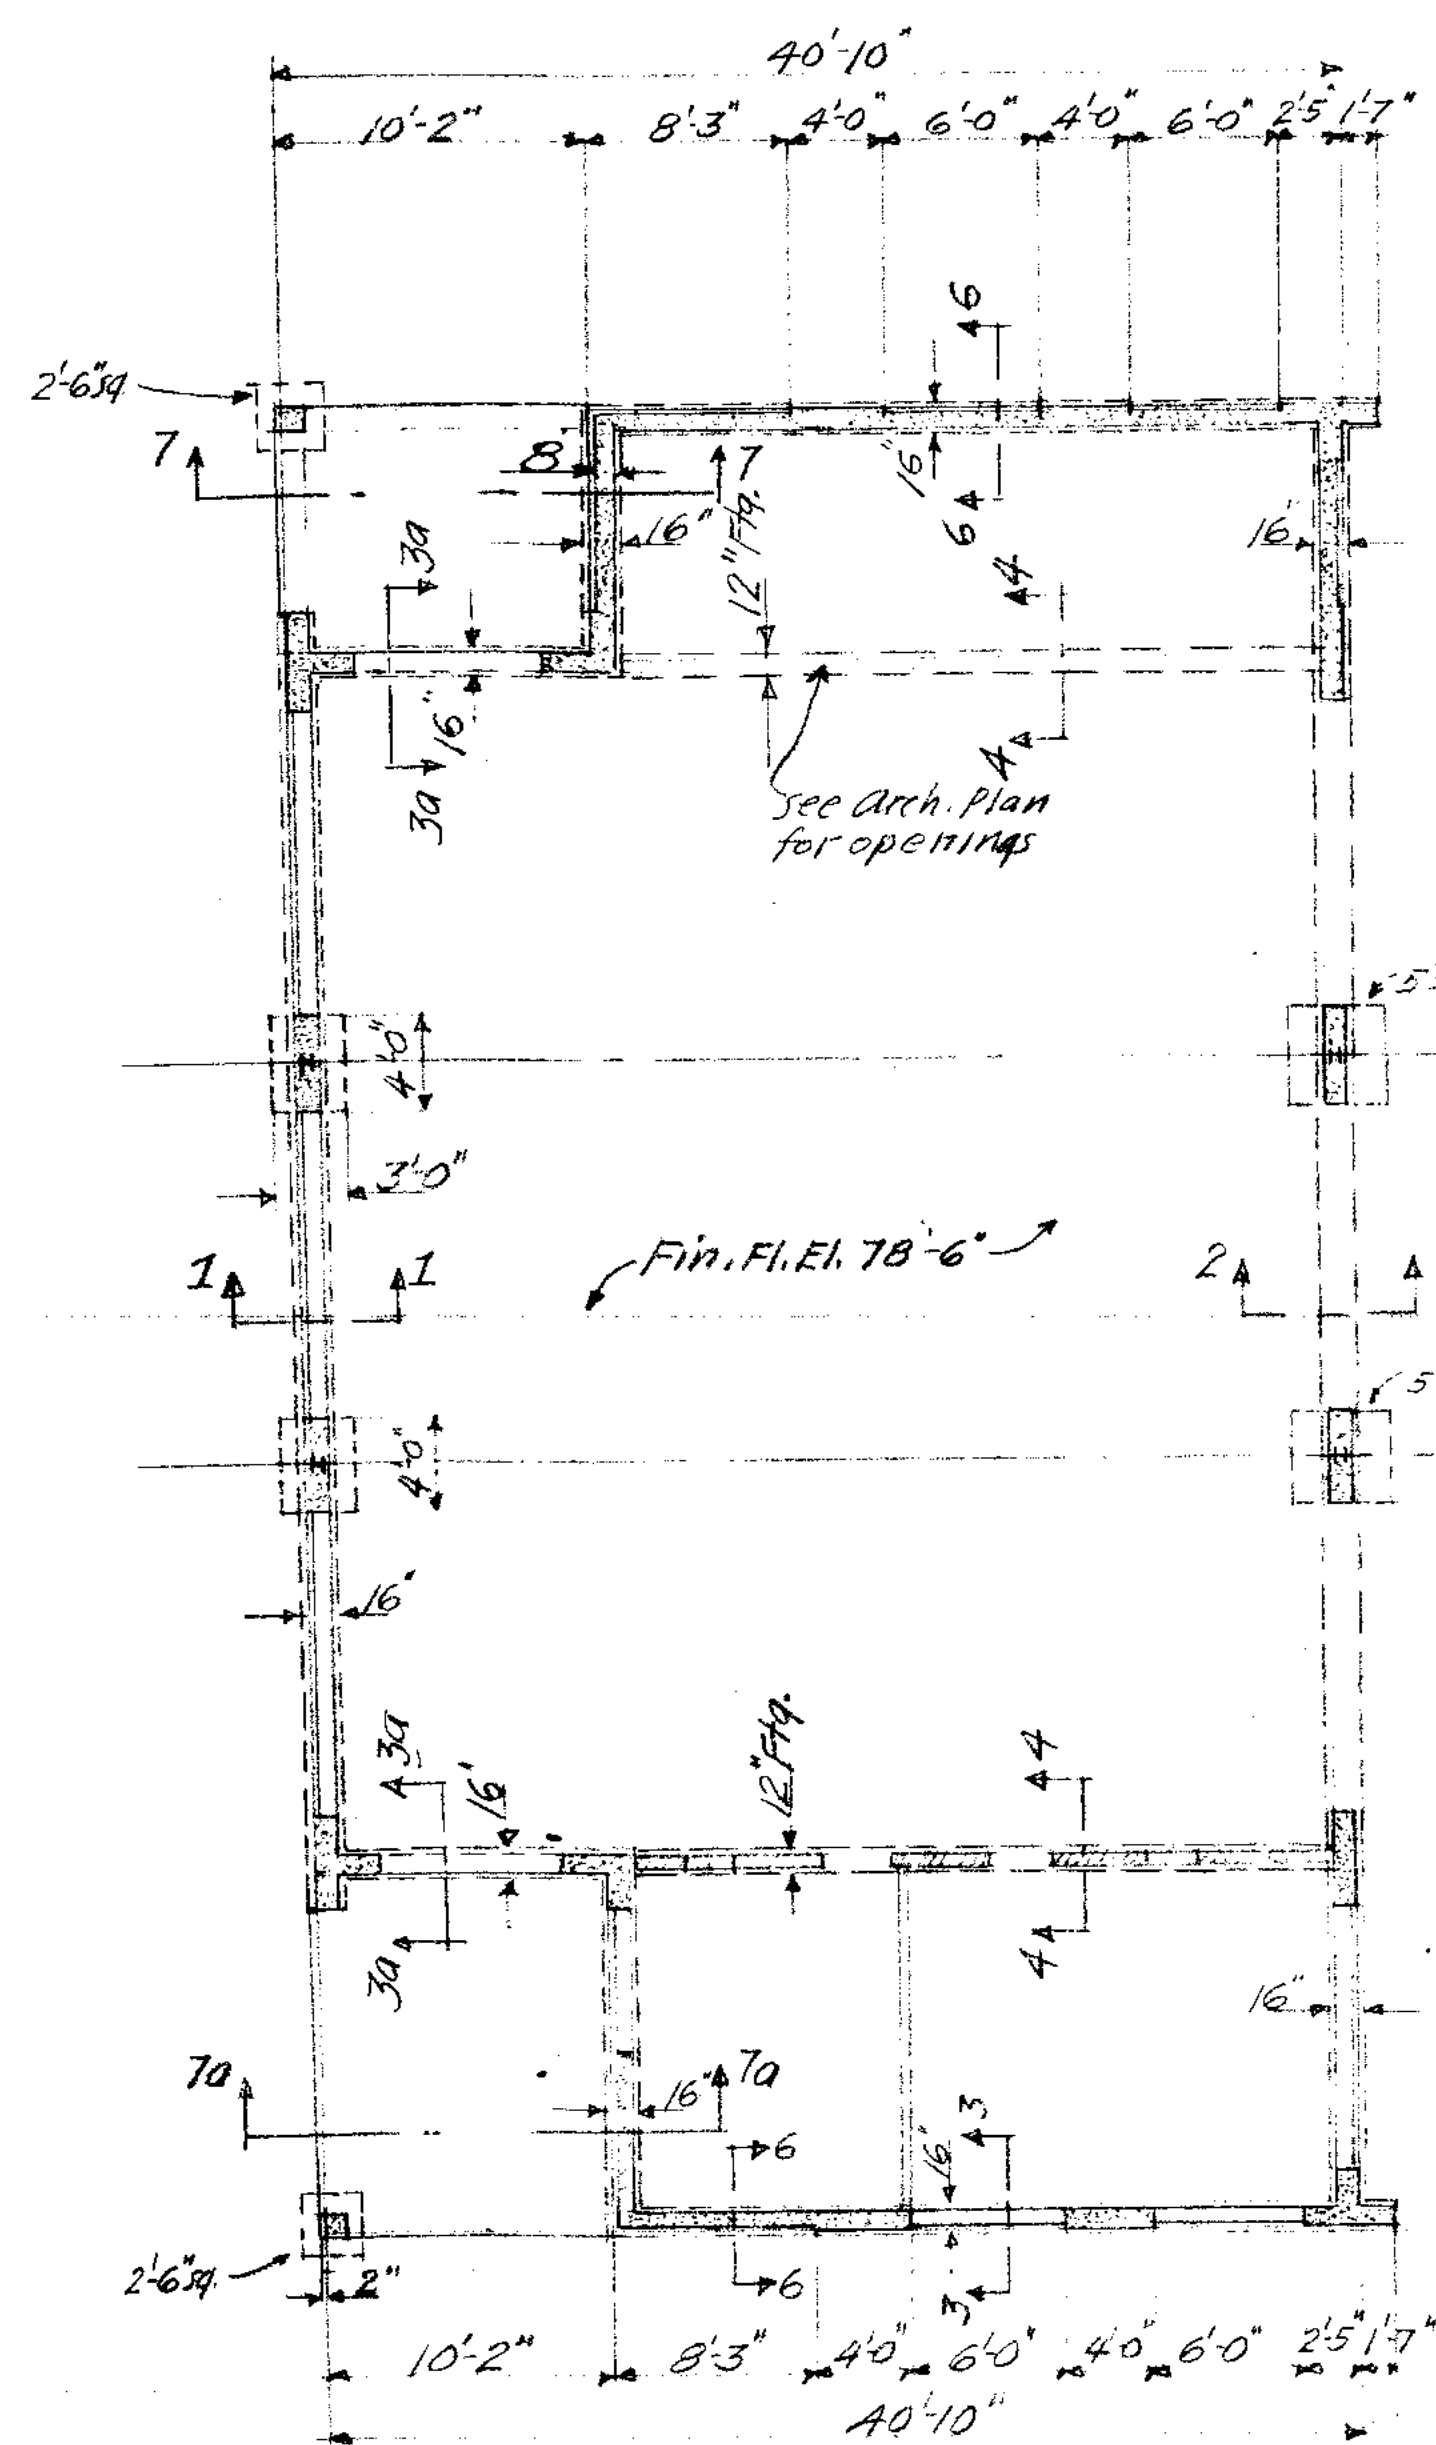 40'-10"
10'-2" 8'-3" 4'-0" 6'-0" 4'-0" 6'-0" 2'-5" 1'-7"
6
2'-6"sq.
7 8 7
16"
6
16" 12"Ftg. 16'
3a 4
16"
4
3a
See Arch. Plan
for openings
5
4'-0"
3'-0"
1 1 Fin. Fl. El. 78'-6" 2
5
4'-0"
16"
3a 16' 12"Ftg. 4
3a 4
16"
7a 7a
16" 3
6 16'
2'-6"sq. 2" 6 3
10'-2" 8'-3" 4'-0" 6'-0" 4'-0" 6'-0" 2'-5" 1'-7"
40'-10"